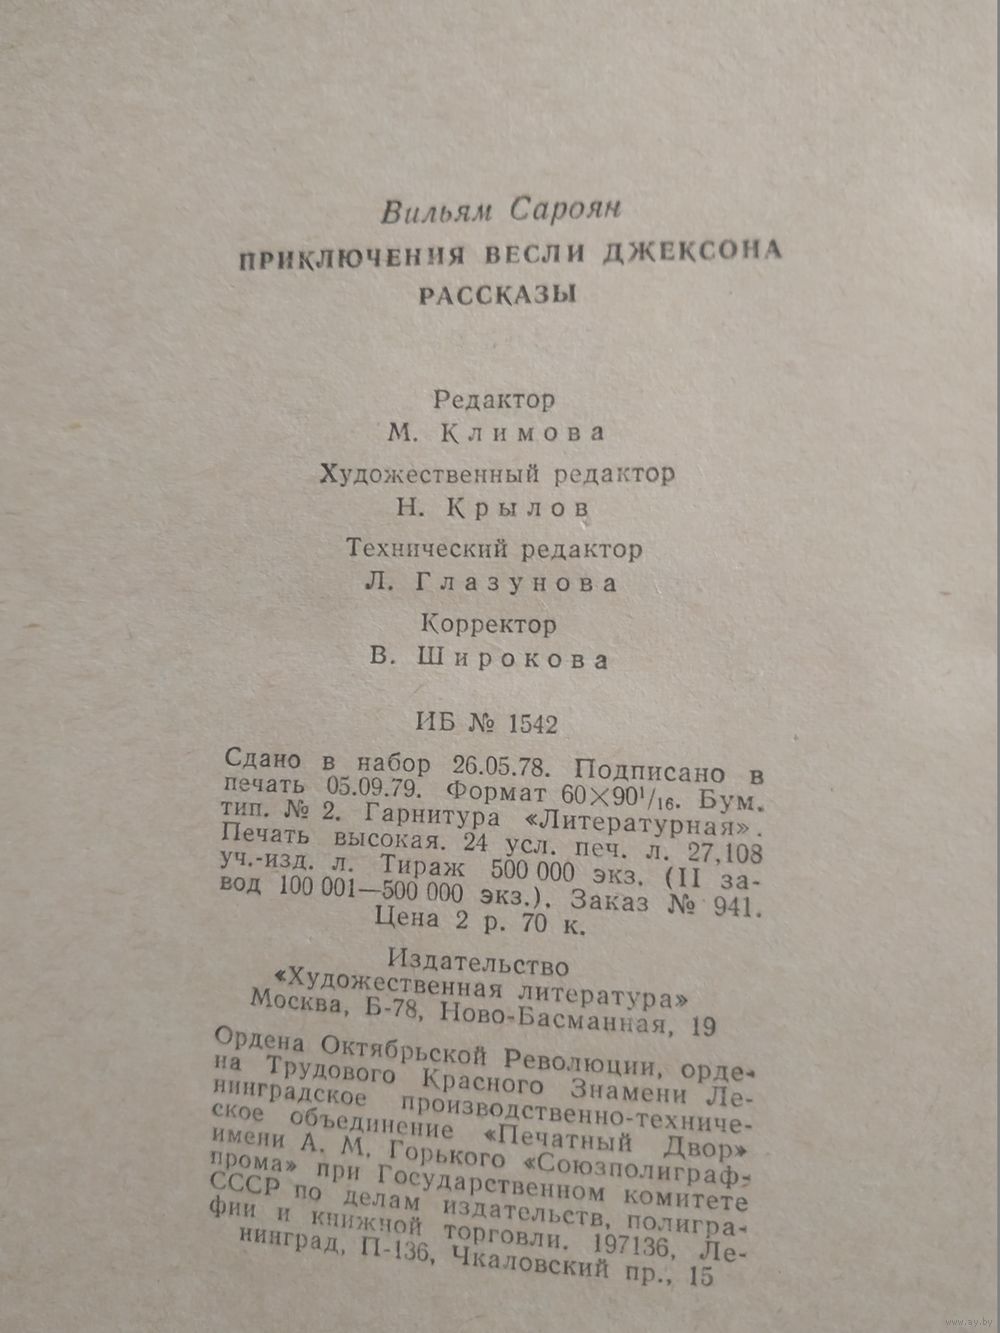 Вильям Сароян
ПРИКЛЮЧЕНИЯ ВЕСЛИ ДЖЕКСОНА
РАССКАЗЫ
Редактор
М. Климова
Художественный редактор
Н. Крылов
Технический редактор
Л. Глазунова
Корректор
В. Широкова
ИБ № 1542
Сдано в набор 26.05.78. Подписано в
печать 05.09.79. Формат 60×90¹/₁₆. Бум.
тип. № 2. Гарнитура «Литературная».
Печать высокая. 24 усл. печ. л. 27,108
уч.-изд. л. Тираж 500 000 экз. (II за-
вод 100 001—500 000 экз.). Заказ № 941.
Цена 2 р. 70 к.
Издательство
«Художественная литература»
Москва, Б-78, Ново-Басманная, 19
Ордена Октябрьской Революции, орде-
на Трудового Красного Знамени Ле-
нинградское производственно-техниче-
ское объединение «Печатный Двор»
имени А. М. Горького «Союзполиграф-
прома» при Государственном комитете
СССР по делам издательств, полигра-
фии и книжной торговли. 197136, Ле-
нинград, П-136, Чкаловский пр., 15
www.ay.by